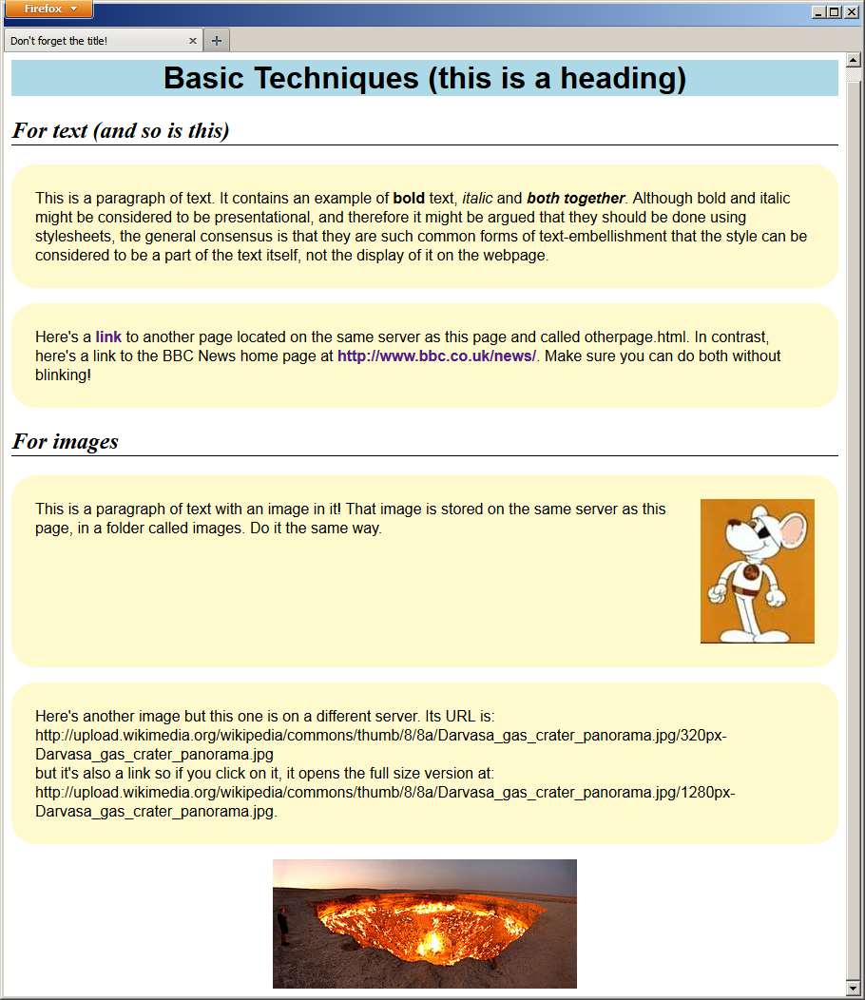 Firefox
Don't forget the title!
Basic Techniques (this is a heading)
For text (and so is this)
This is a paragraph of text. It contains an example of bold text, italic and both together. Although bold and italic
might be considered to be presentational, and therefore it might be argued that they should be done using
stylesheets, the general consensus is that they are such common forms of text-embellishment that the style can be
considered to be a part of the text itself, not the display of it on the webpage.
Here's a link to another page located on the same server as this page and called otherpage.html. In contrast,
here's a link to the BBC News home page at http://www.bbc.co.uk/news/. Make sure you can do both without
blinking!
For images
This is a paragraph of text with an image in it! That image is stored on the same server as this
page, in a folder called images. Do it the same way.
Here's another image but this one is on a different server. Its URL is:
http://upload.wikimedia.org/wikipedia/commons/thumb/8/8a/Darvasa_gas_crater_panorama.jpg/320px-
Darvasa_gas_crater_panorama.jpg
but it's also a link so if you click on it, it opens the full size version at:
http://upload.wikimedia.org/wikipedia/commons/thumb/8/8a/Darvasa_gas_crater_panorama.jpg/1280px-
Darvasa_gas_crater_panorama.jpg.